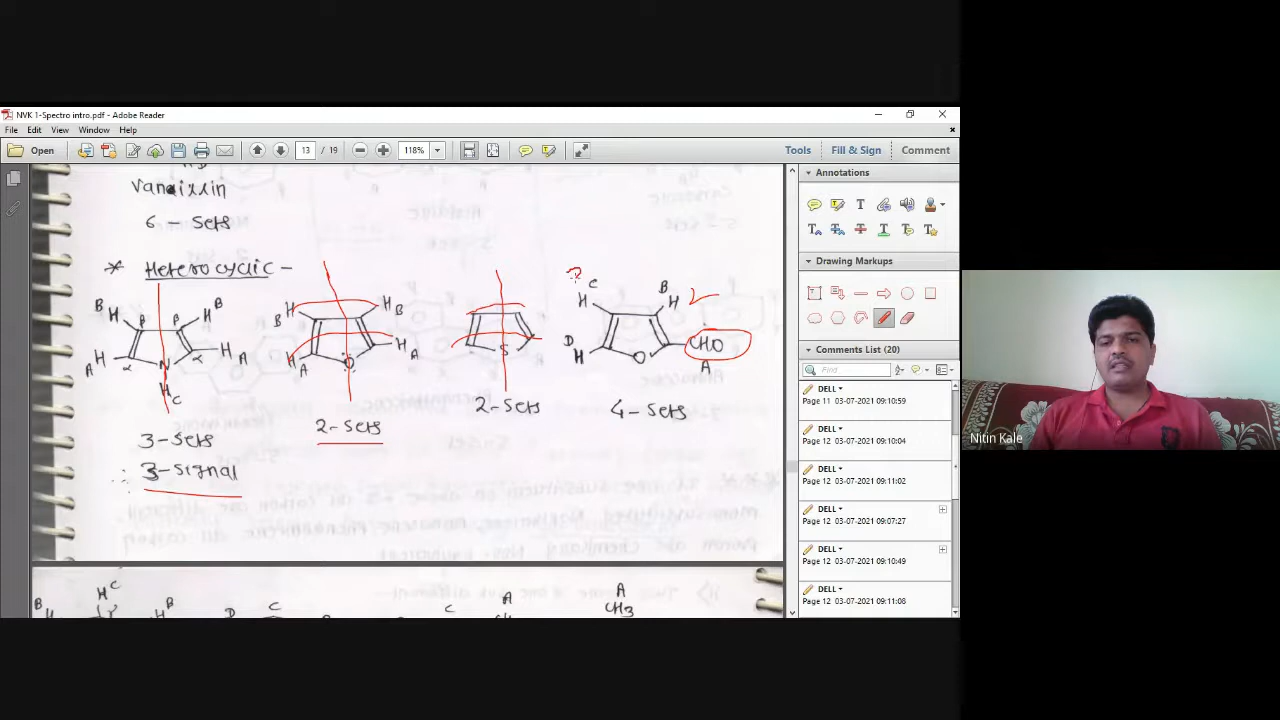 NVK 1-Spectro intro.pdf - Adobe Reader
File Edit View Window Help
Open 13 / 19 118% Tools Fill & Sign Comment
6 - Sets
* Heterocyclic -
B H β β H B
H A α N α H A
H C
3-Sets
∴ 3-Signal
H B H B
H A O H A
2-Sets
S
2-Sets
C H B H
D H O CHO
A
4-Sets
Annotations
Drawing Markups
Comments List (20)
Find
DELL
Page 11 03-07-2021 09:10:59
DELL
Page 12 03-07-2021 09:10:04
DELL
Page 12 03-07-2021 09:11:02
DELL
Page 12 03-07-2021 09:07:27
DELL
Page 12 03-07-2021 09:10:49
DELL
Page 12 03-07-2021 09:11:08
B H H C H B D C C A A
CH3
Nitin Kale